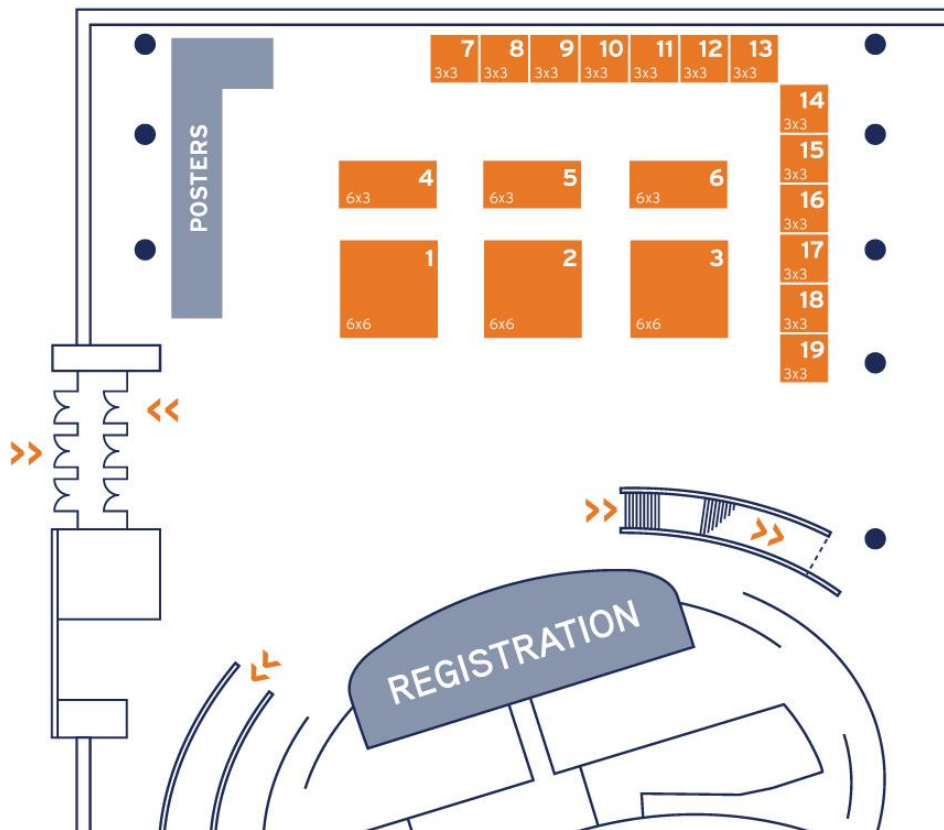 7 8 9 10 11 12 13
3x3 3x3 3x3 3x3 3x3 3x3 3x3
14
3x3
15
3x3
16
3x3
17
3x3
18
3x3
19
3x3
POSTERS
4 5 6
6x3 6x3 6x3
1 2 3
6x6 6x6 6x6
REGISTRATION